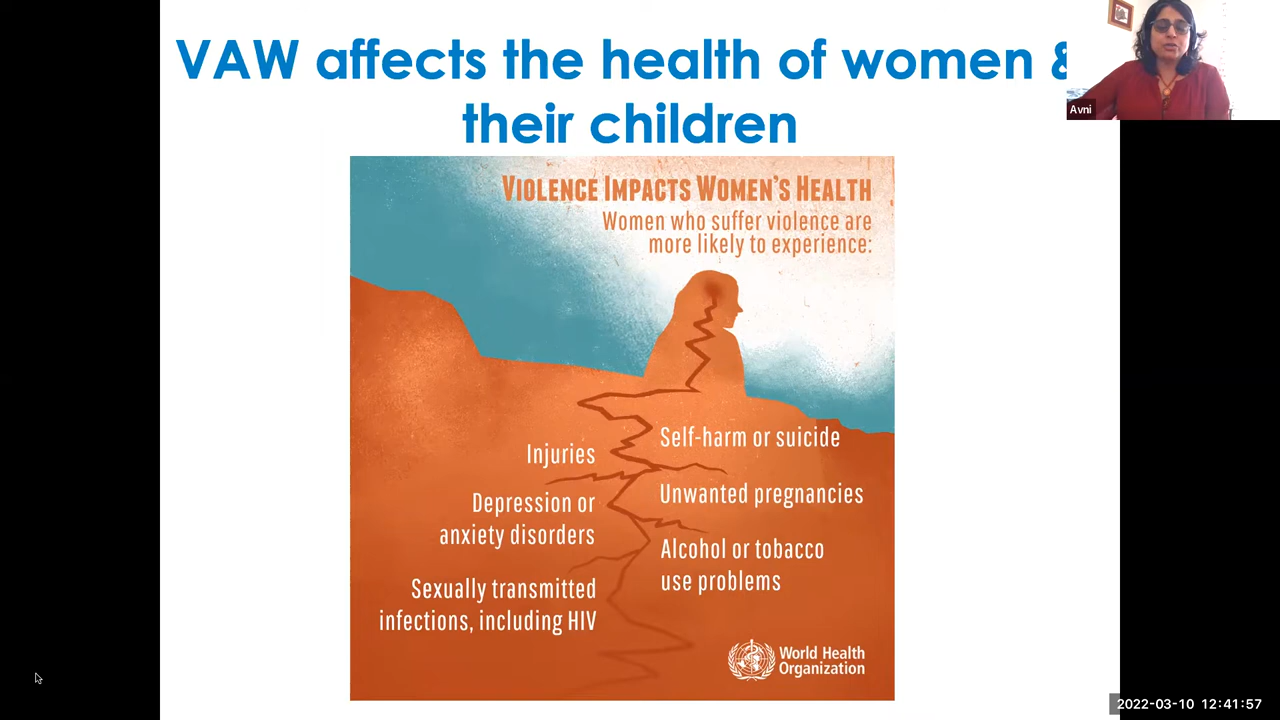 VAW affects the health of women &
their children
Avni
VIOLENCE IMPACTS WOMEN'S HEALTH
Women who suffer violence are
more likely to experience:
Injuries
Depression or
anxiety disorders
Sexually transmitted
infections, including HIV
Self-harm or suicide
Unwanted pregnancies
Alcohol or tobacco
use problems
World Health
Organization
2022-03-10 12:41:57